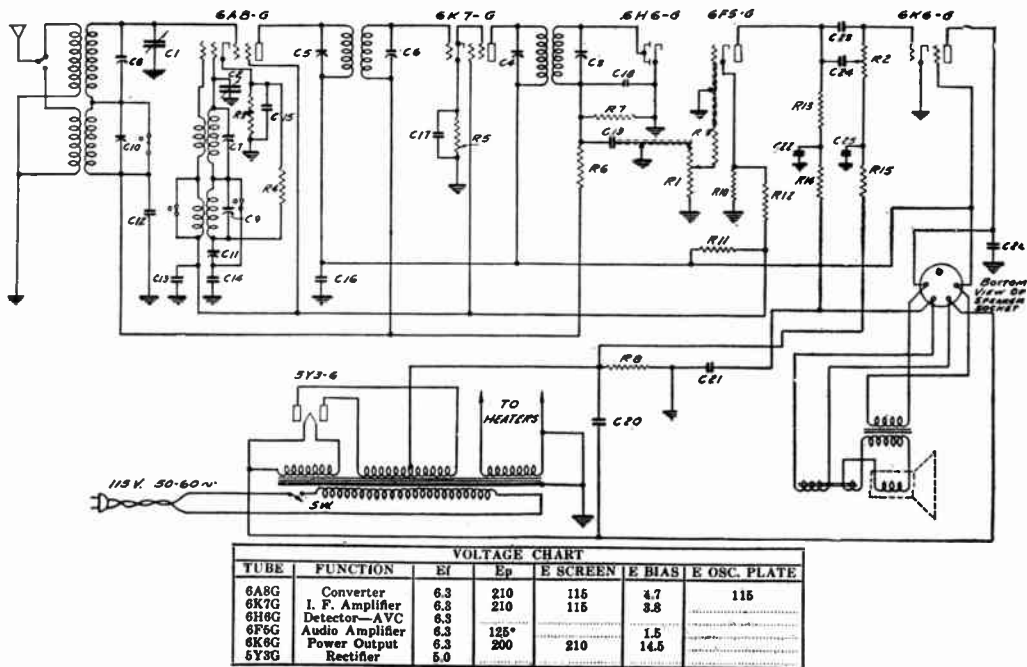 6A8-G
6K7-G
6H6-G
6F5-G
6K6-G
C8
C1
C2
R3
C15
C7
C10
C12
R4
C9
C11
C13
C14
C5
C16
C6
C17
R5
C4
C3
C18
R7
C19
R6
R9
R1
R10
R12
R11
C23
C24
R2
R13
C22
C25
R14
R15
C26
BOTTOM
VIEW OF
SPEAKER
SOCKET
5Y3-G
TO
HEATERS
R8
C21
C20
115 V. 50-60~
SW.
VOLTAGE CHART
TUBE FUNCTION Ef Ep E SCREEN E BIAS E OSC. PLATE
6A8G Converter 6.3 210 115 4.7 115
6K7G I. F. Amplifier 6.3 210 115 3.8
6H6G Detector—AVC 6.3
6F5G Audio Amplifier 6.3 125* 1.5
6K6G Power Output 6.3 200 210 14.5
5Y3G Rectifier 5.0